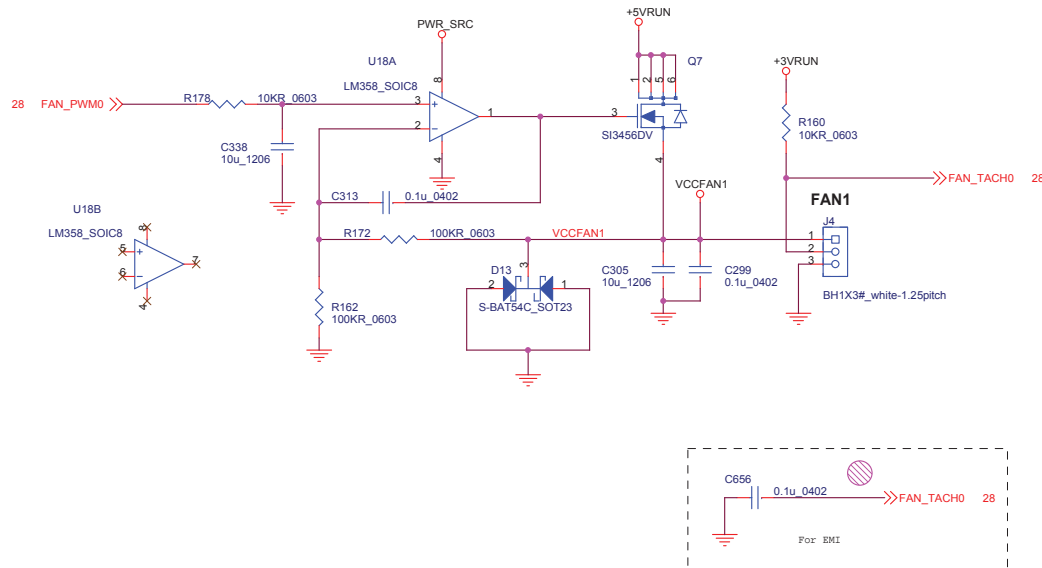 +5VRUN
PWR_SRC
U18A
LM358_SOIC8
8
3
+
2
-
1
4
28 FAN_PWM0
R178
10KR_0603
C338
10u_1206
1
2
5
6
Q7
3
SI3456DV
4
+3VRUN
R160
10KR_0603
FAN_TACH0 28
VCCFAN1
FAN1
J4
1
2
3
BH1X3#_white-1.25pitch
C313
0.1u_0402
U18B
LM358_SOIC8
8
5
+
6
-
7
4
R172
100KR_0603
VCCFAN1
R162
100KR_0603
D13
3
2
1
S-BAT54C_SOT23
C305
10u_1206
C299
0.1u_0402
C656
0.1u_0402
FAN_TACH0 28
For EMI